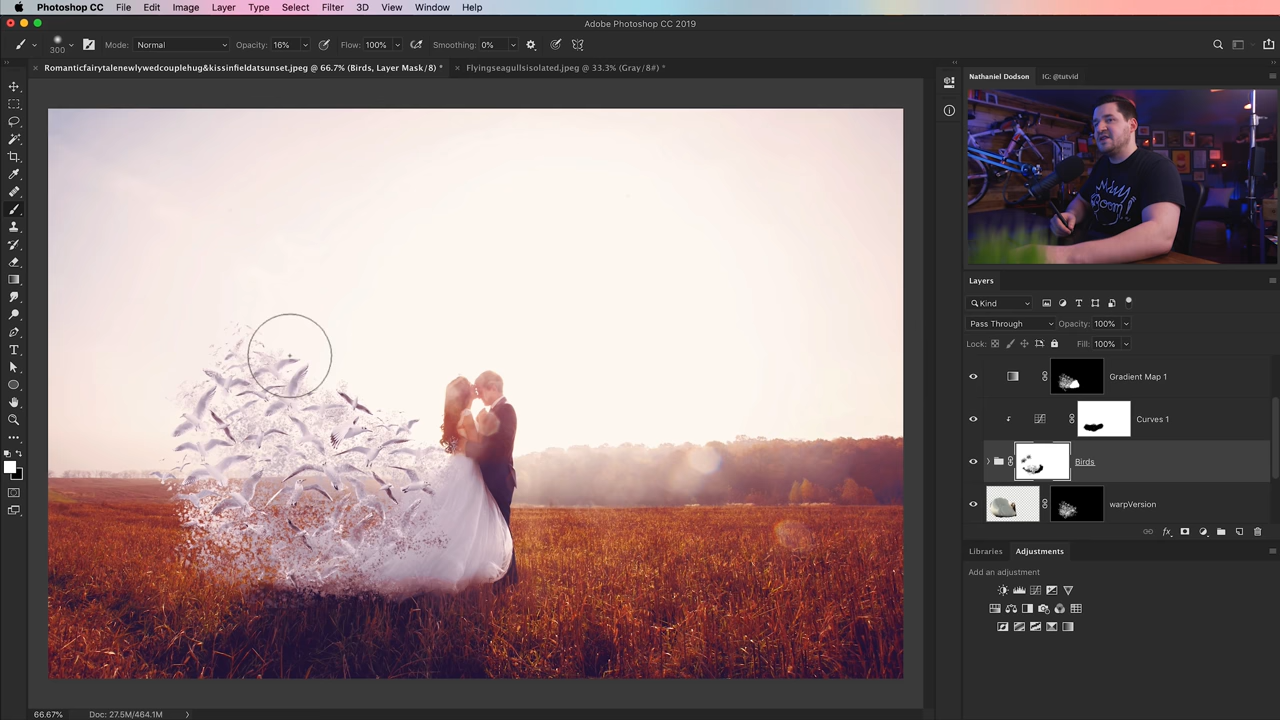 Photoshop CC File Edit Image Layer Type Select Filter 3D View Window Help
Adobe Photoshop CC 2019
300 Mode: Normal Opacity: 16% Flow: 100% Smoothing: 0%
Romanticfairytalenewlywedcouplehug&kissinfieldatsunset.jpeg @ 66.7% (Birds, Layer Mask/8) *
Flyingseagullsisolated.jpeg @ 33.3% (Gray/8#) *
Nathaniel Dodson IG: @tutvid
Layers
Kind
Pass Through Opacity: 100%
Lock: Fill: 100%
Gradient Map 1
Curves 1
Birds
warpVersion
fx
Libraries Adjustments
Add an adjustment
66.67% Doc: 27.5M/464.1M